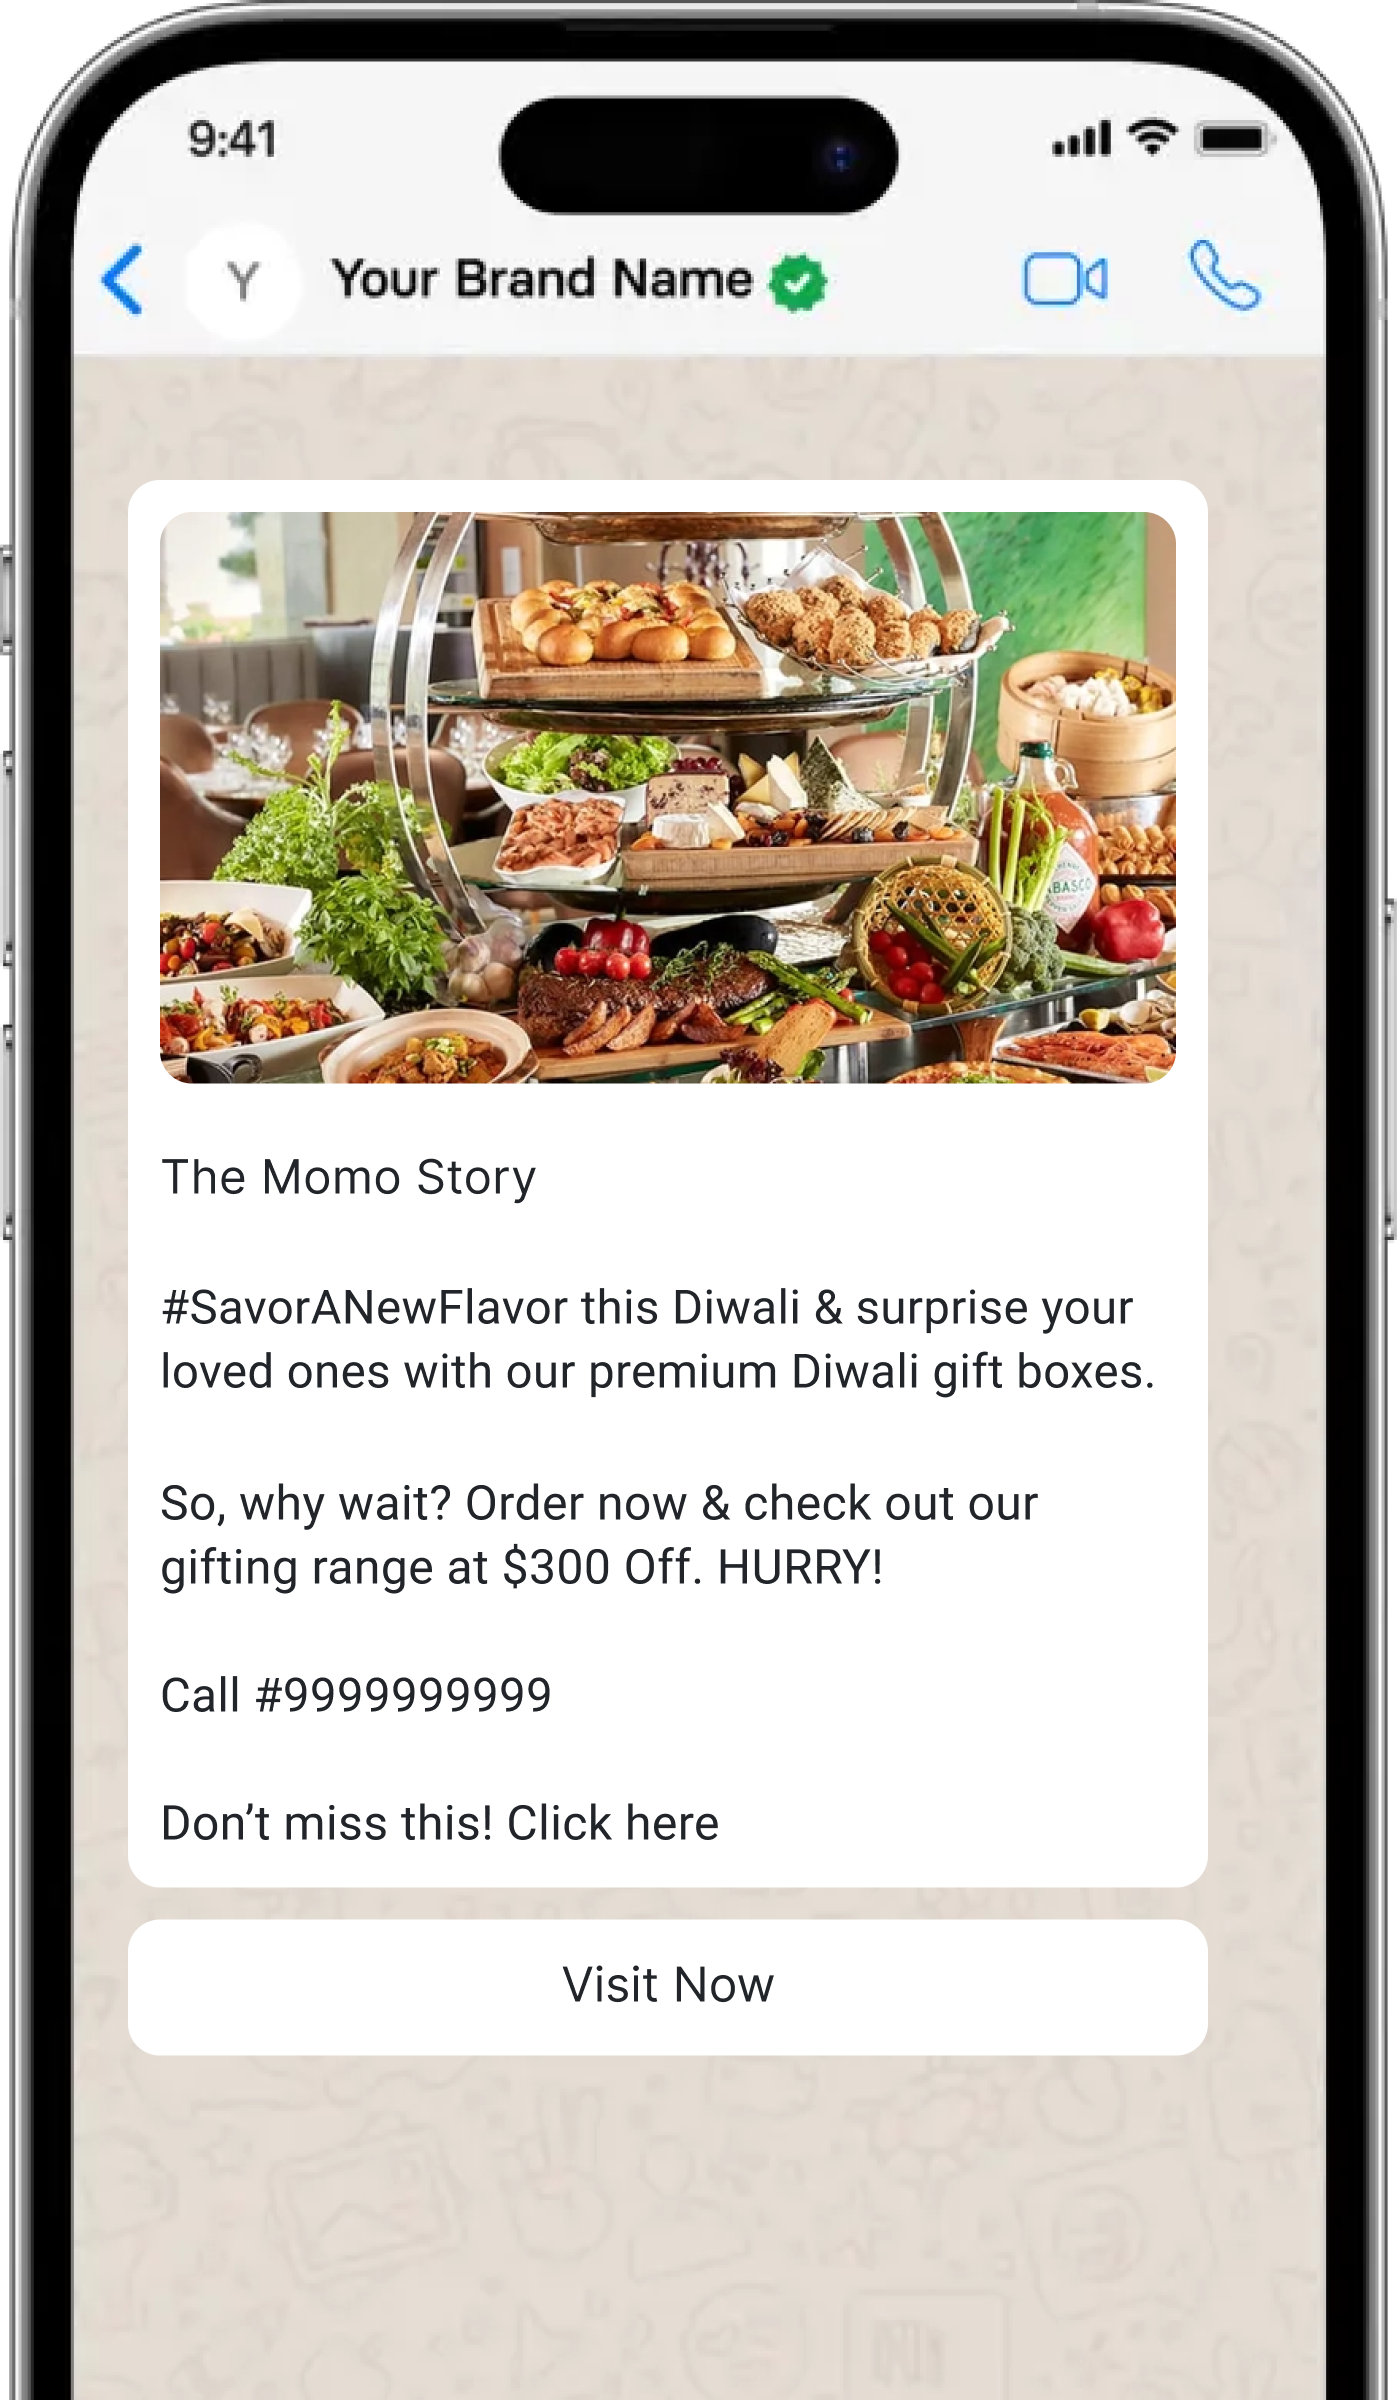 9:41
Y
Your Brand Name
The Momo Story
#SavorANewFlavor this Diwali & surprise your
loved ones with our premium Diwali gift boxes.
So, why wait? Order now & check out our
gifting range at $300 Off. HURRY!
Call #9999999999
Don’t miss this! Click here
Visit Now